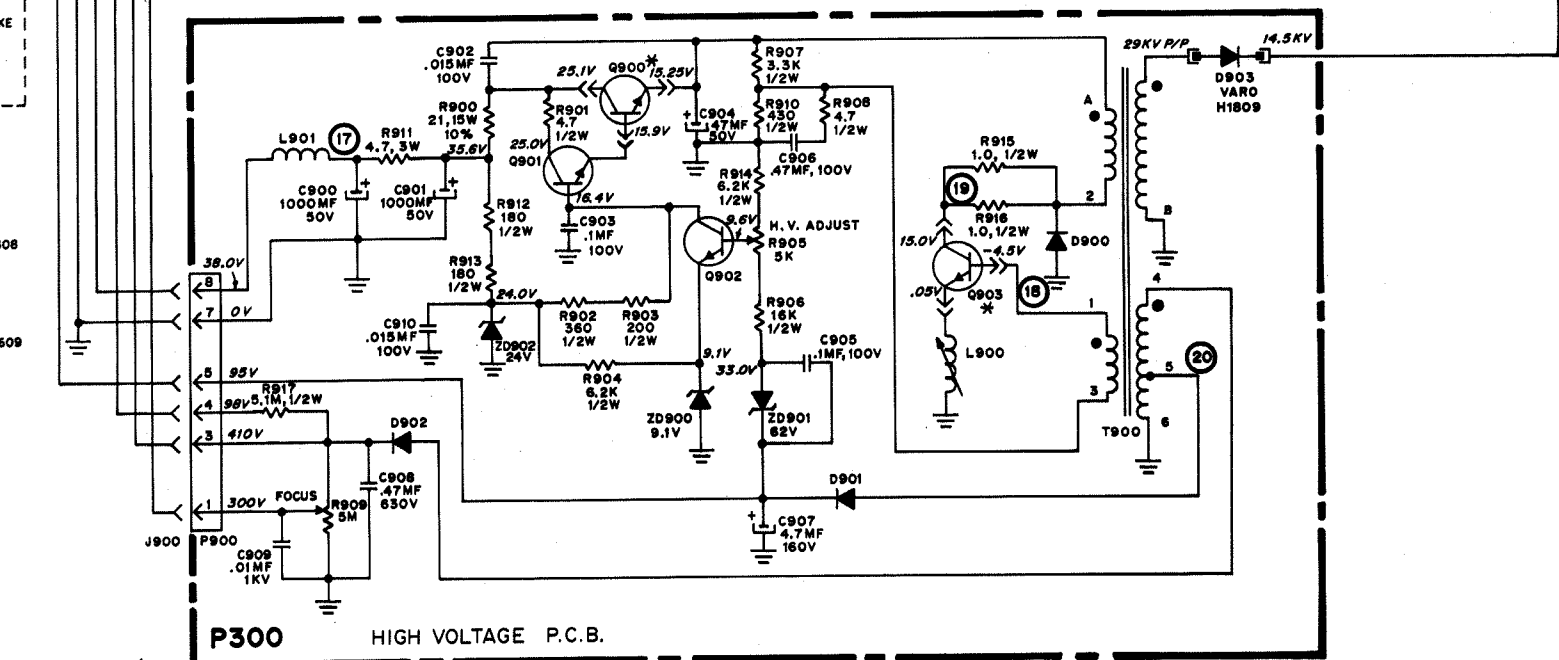 KE
608
609
C902
.015MF
100V
R900
21,15W
10%
35.6V
L901
17
R911
4.7, 3W
C900
1000MF
50V
C901
1000MF
50V
25.1V
Q900
*
15.25V
R901
4.7
1/2W
25.0V
Q901
15.9V
16.4V
C903
.1MF
100V
R912
180
1/2W
R913
180
1/2W
24.0V
C910
.015MF
100V
ZD902
24V
R902
360
1/2W
R903
200
1/2W
R904
6.2K
1/2W
C904
.47MF
50V
R907
3.3K
1/2W
R910
430
1/2W
R908
4.7
1/2W
C906
.47MF, 100V
R914
6.2K
1/2W
9.6V
H.V. ADJUST
R905
5K
Q902
R906
16K
1/2W
9.1V
33.0V
C905
.1MF, 100V
ZD900
9.1V
ZD901
62V
D901
C907
4.7MF
160V
R915
1.0, 1/2W
19
R916
1.0, 1/2W
15.0V
-4.5V
D900
.05V
Q903
*
18
L900
A
2
1
3
T900
B
4
5
6
20
29KV P/P
14.5KV
D903
VARO
H1809
8
38.0V
7
0V
5
95V
4
98V
R917
5.1M, 1/2W
3
410V
D902
C908
.47MF
630V
1
300V
FOCUS
R909
5M
J900
P900
C909
.01MF
1KV
P300
HIGH VOLTAGE P.C.B.